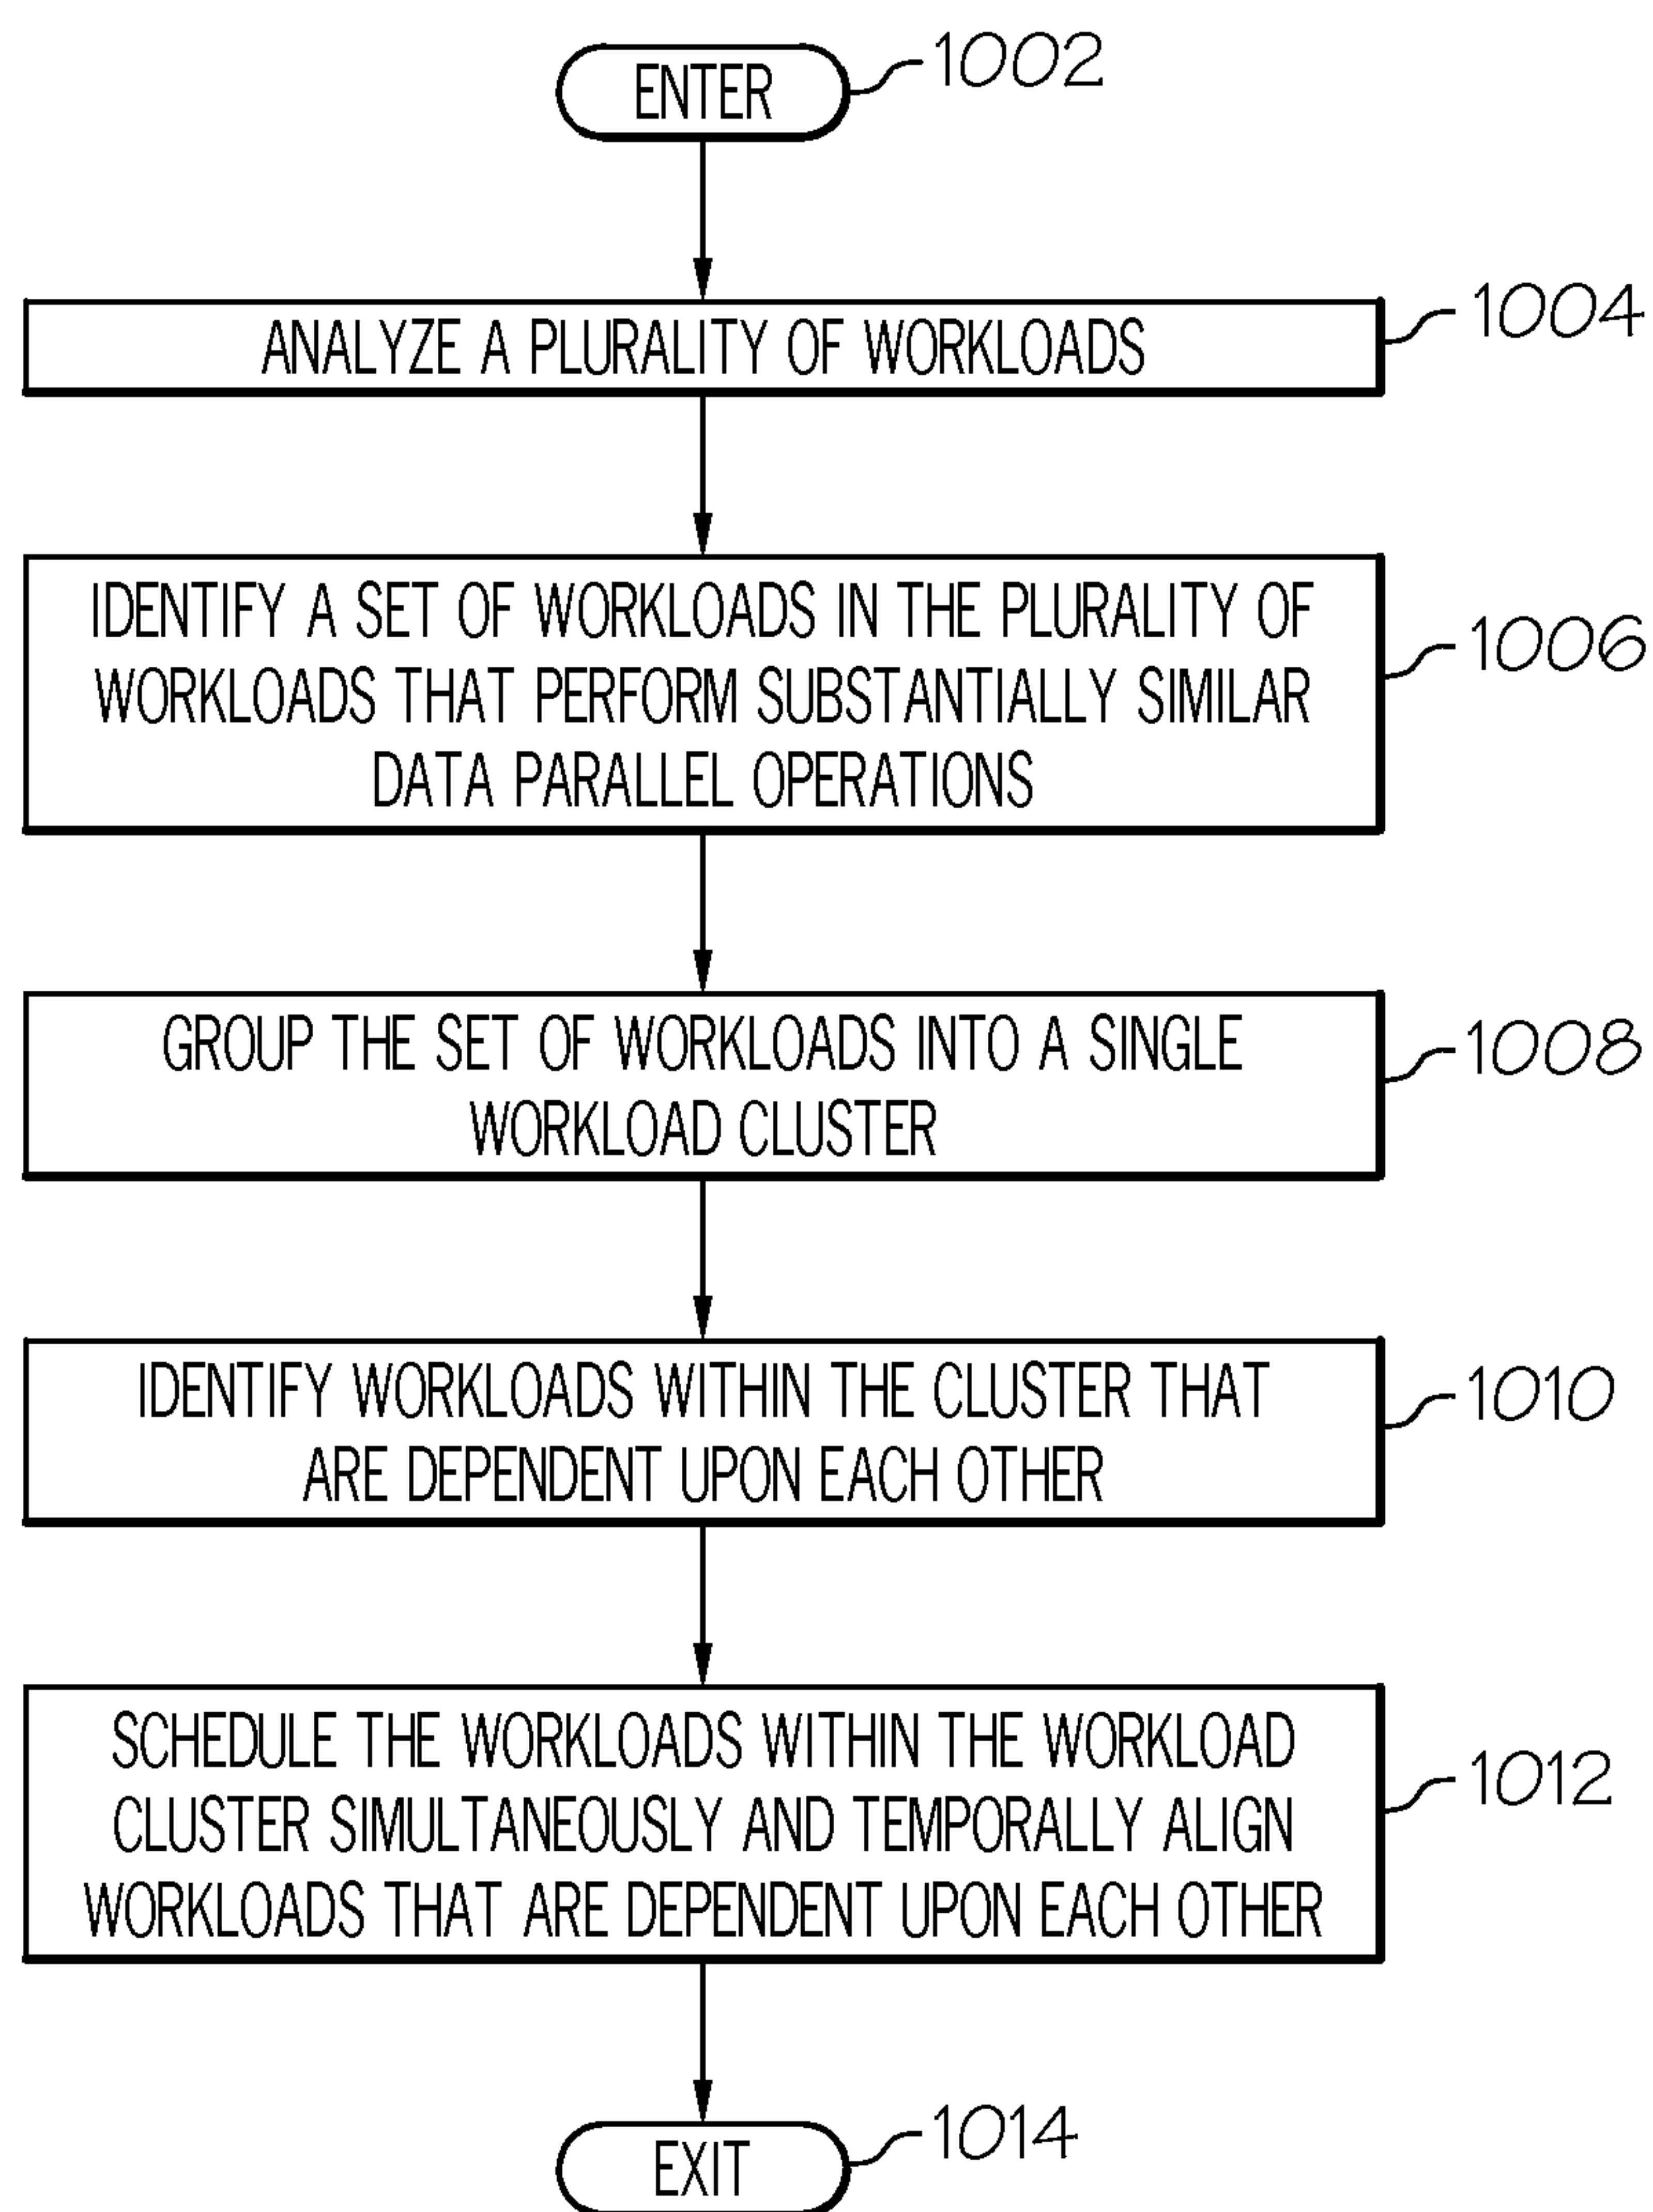 ENTER
1002
ANALYZE A PLURALITY OF WORKLOADS
1004
IDENTIFY A SET OF WORKLOADS IN THE PLURALITY OF
WORKLOADS THAT PERFORM SUBSTANTIALLY SIMILAR
DATA PARALLEL OPERATIONS
1006
GROUP THE SET OF WORKLOADS INTO A SINGLE
WORKLOAD CLUSTER
1008
IDENTIFY WORKLOADS WITHIN THE CLUSTER THAT
ARE DEPENDENT UPON EACH OTHER
1010
SCHEDULE THE WORKLOADS WITHIN THE WORKLOAD
CLUSTER SIMULTANEOUSLY AND TEMPORALLY ALIGN
WORKLOADS THAT ARE DEPENDENT UPON EACH OTHER
1012
EXIT
1014